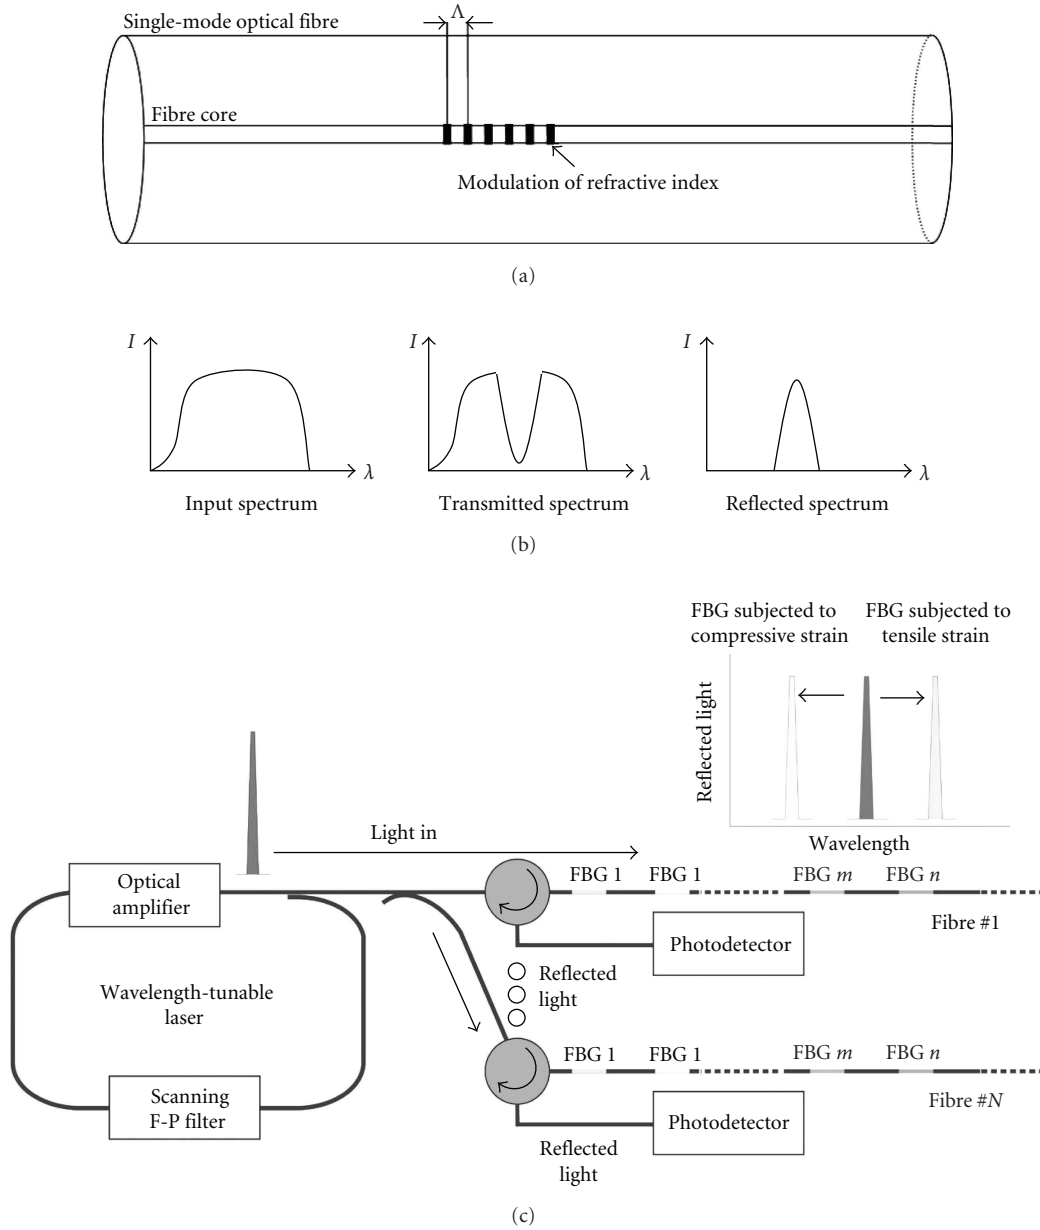 Single-mode optical fibre
Λ
Fibre core
Modulation of refractive index
(a)
I
λ
Input spectrum
I
λ
Transmitted spectrum
I
λ
Reflected spectrum
(b)
FBG subjected to
compressive strain
FBG subjected to
tensile strain
Reflected light
Wavelength
Light in
Optical
amplifier
FBG 1
FBG 1
FBG m
FBG n
Fibre #1
Photodetector
Wavelength-tunable
laser
Reflected
light
FBG 1
FBG 1
FBG m
FBG n
Fibre #N
Scanning
F-P filter
Photodetector
Reflected
light
(c)